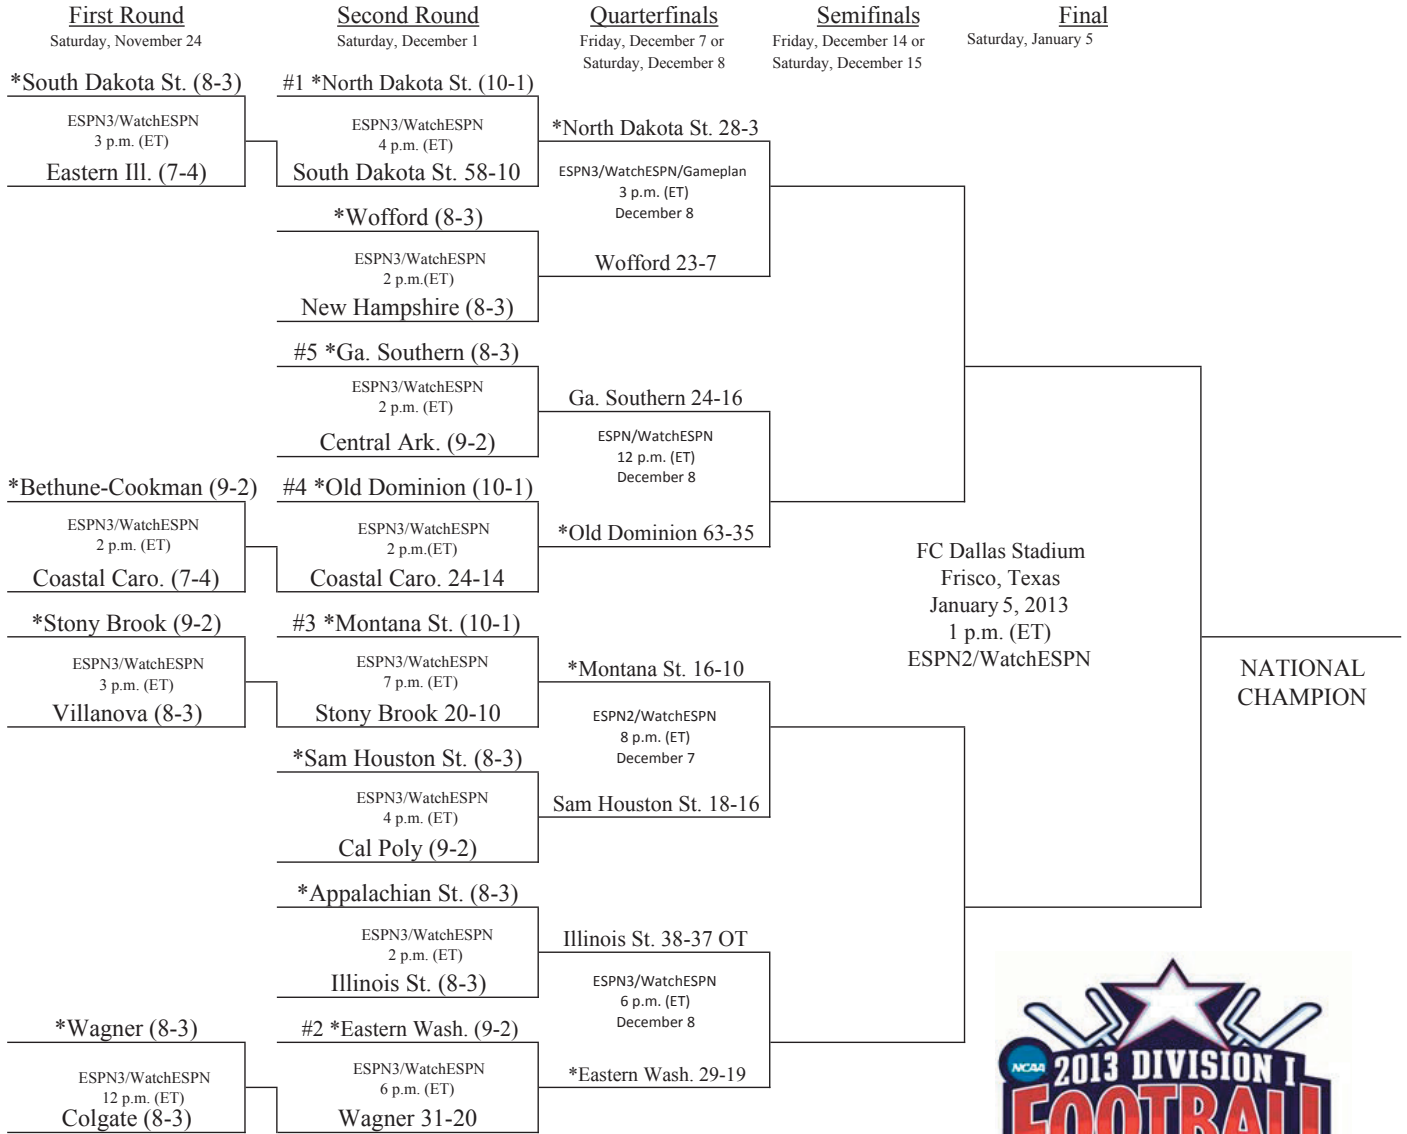 First Round
Saturday, November 24
Second Round
Saturday, December 1
Quarterfinals
Friday, December 7 or
Saturday, December 8
Semifinals
Friday, December 14 or
Saturday, December 15
Final
Saturday, January 5
*South Dakota St. (8-3)
ESPN3/WatchESPN
3 p.m. (ET)
Eastern Ill. (7-4)
*Bethune-Cookman (9-2)
ESPN3/WatchESPN
2 p.m. (ET)
Coastal Caro. (7-4)
*Stony Brook (9-2)
ESPN3/WatchESPN
3 p.m. (ET)
Villanova (8-3)
*Wagner (8-3)
ESPN3/WatchESPN
12 p.m. (ET)
Colgate (8-3)
#1 *North Dakota St. (10-1)
ESPN3/WatchESPN
4 p.m. (ET)
South Dakota St. 58-10
*Wofford (8-3)
ESPN3/WatchESPN
2 p.m.(ET)
New Hampshire (8-3)
#5 *Ga. Southern (8-3)
ESPN3/WatchESPN
2 p.m. (ET)
Central Ark. (9-2)
#4 *Old Dominion (10-1)
ESPN3/WatchESPN
2 p.m.(ET)
Coastal Caro. 24-14
#3 *Montana St. (10-1)
ESPN3/WatchESPN
7 p.m. (ET)
Stony Brook 20-10
*Sam Houston St. (8-3)
ESPN3/WatchESPN
4 p.m. (ET)
Cal Poly (9-2)
*Appalachian St. (8-3)
ESPN3/WatchESPN
2 p.m. (ET)
Illinois St. (8-3)
#2 *Eastern Wash. (9-2)
ESPN3/WatchESPN
6 p.m. (ET)
Wagner 31-20
*North Dakota St. 28-3
ESPN3/WatchESPN/Gameplan
3 p.m. (ET)
December 8
Wofford 23-7
Ga. Southern 24-16
ESPN/WatchESPN
12 p.m. (ET)
December 8
*Old Dominion 63-35
*Montana St. 16-10
ESPN2/WatchESPN
8 p.m. (ET)
December 7
Sam Houston St. 18-16
Illinois St. 38-37 OT
ESPN3/WatchESPN
6 p.m. (ET)
December 8
*Eastern Wash. 29-19
FC Dallas Stadium
Frisco, Texas
January 5, 2013
1 p.m. (ET)
ESPN2/WatchESPN
NATIONAL
CHAMPION
NCAA
2013 DIVISION I
FOOTBALL